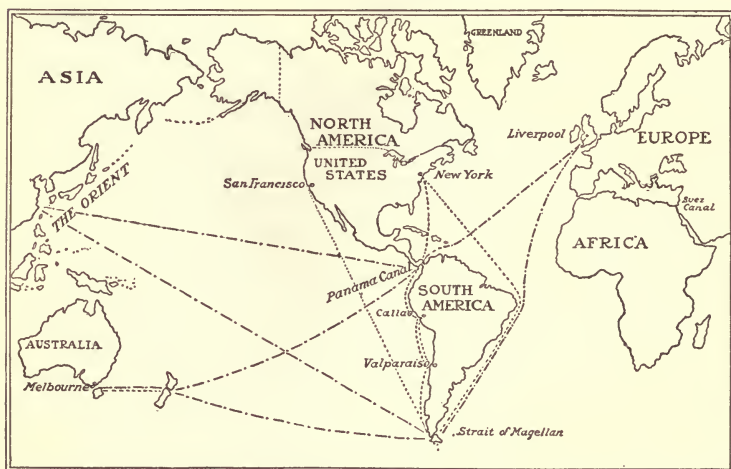 GREENLAND
ASIA
NORTH
AMERICA
UNITED
STATES
Liverpool
EUROPE
San Francisco
New York
THE ORIENT
Suez
Canal
AFRICA
Panama Canal
SOUTH
AMERICA
Callao
AUSTRALIA
Valparaiso
Melbourne
Strait of Magellan